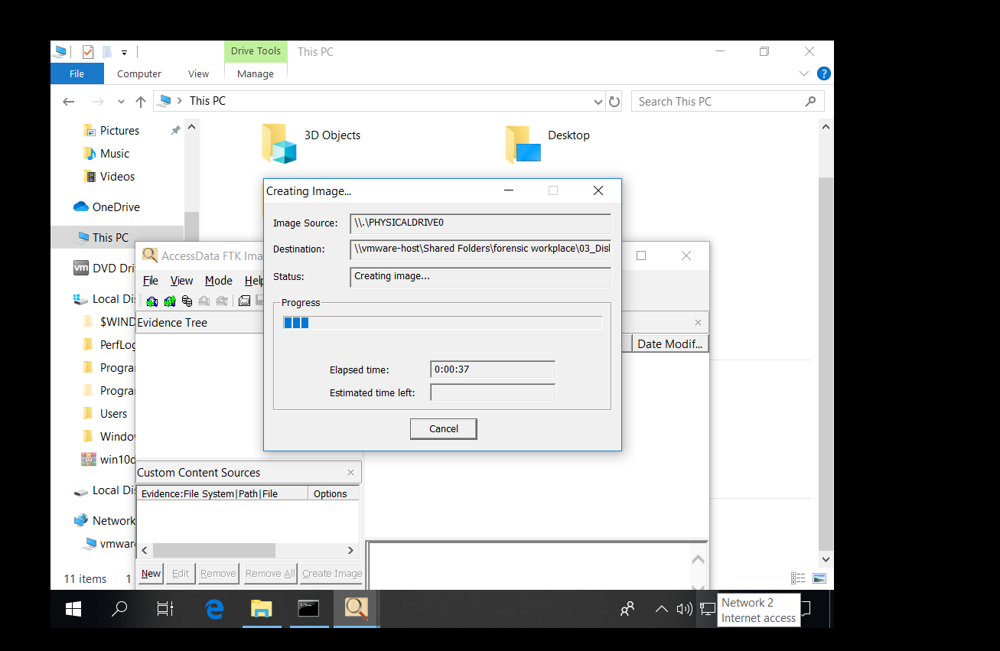 Drive Tools
This PC
File
Computer
View
Manage
This PC
Search This PC
Pictures
Music
Videos
OneDrive
This PC
DVD Dri
Local Di
$WIND
PerfLog
Progra
Progra
Users
Windo
win10d
Local Di
Network
vmwar
3D Objects
Desktop
AccessData FTK Ima
File View Mode Help
Evidence Tree
Date Modif...
Creating Image...
Image Source: \\.\PHYSICALDRIVE0
Destination: \\vmware-host\Shared Folders\forensic workplace\03_Disl
Status: Creating image...
Progress
Elapsed time: 0:00:37
Estimated time left:
Cancel
Custom Content Sources
Evidence:File System|Path|File Options
New Edit Remove Remove All Create Image
11 items 1
Network 2
Internet access
vm
?